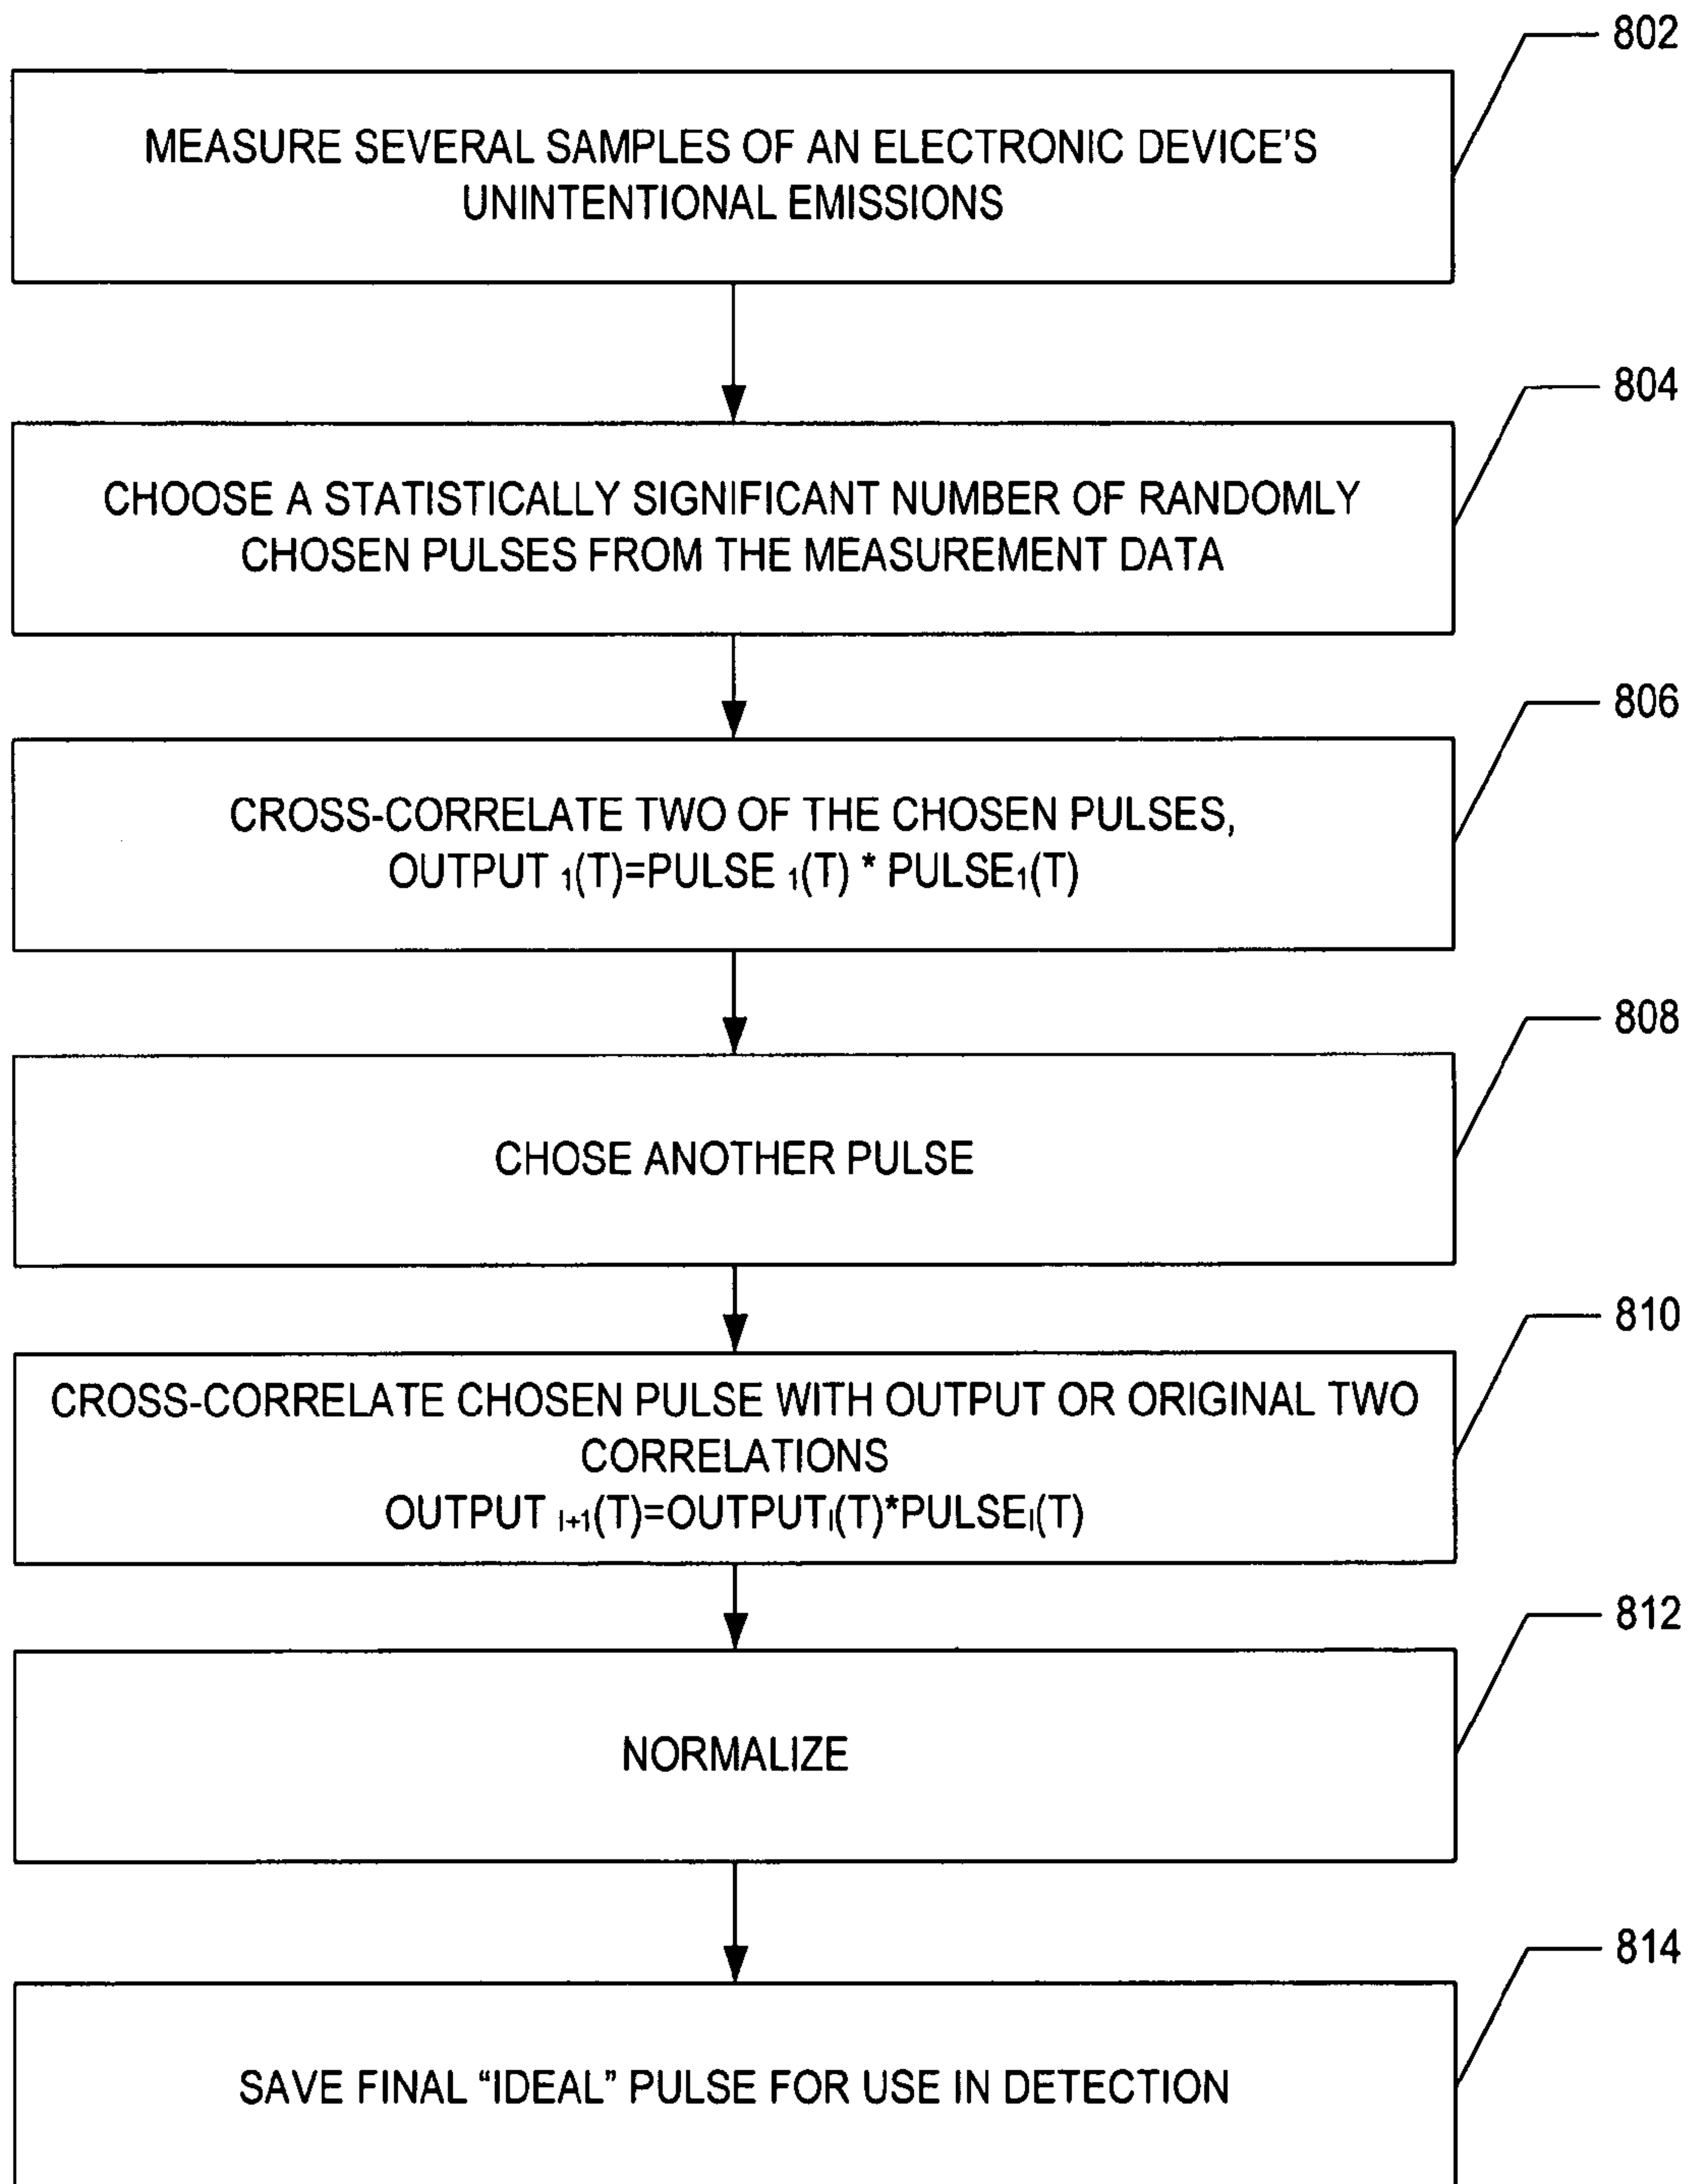 802
MEASURE SEVERAL SAMPLES OF AN ELECTRONIC DEVICE'S
UNINTENTIONAL EMISSIONS
804
CHOOSE A STATISTICALLY SIGNIFICANT NUMBER OF RANDOMLY
CHOSEN PULSES FROM THE MEASUREMENT DATA
806
CROSS-CORRELATE TWO OF THE CHOSEN PULSES,
OUTPUT ₁(T)=PULSE ₁(T) * PULSE₁(T)
808
CHOSE ANOTHER PULSE
810
CROSS-CORRELATE CHOSEN PULSE WITH OUTPUT OR ORIGINAL TWO
CORRELATIONS
OUTPUT I+1(T)=OUTPUTI(T)*PULSEI(T)
812
NORMALIZE
814
SAVE FINAL “IDEAL” PULSE FOR USE IN DETECTION